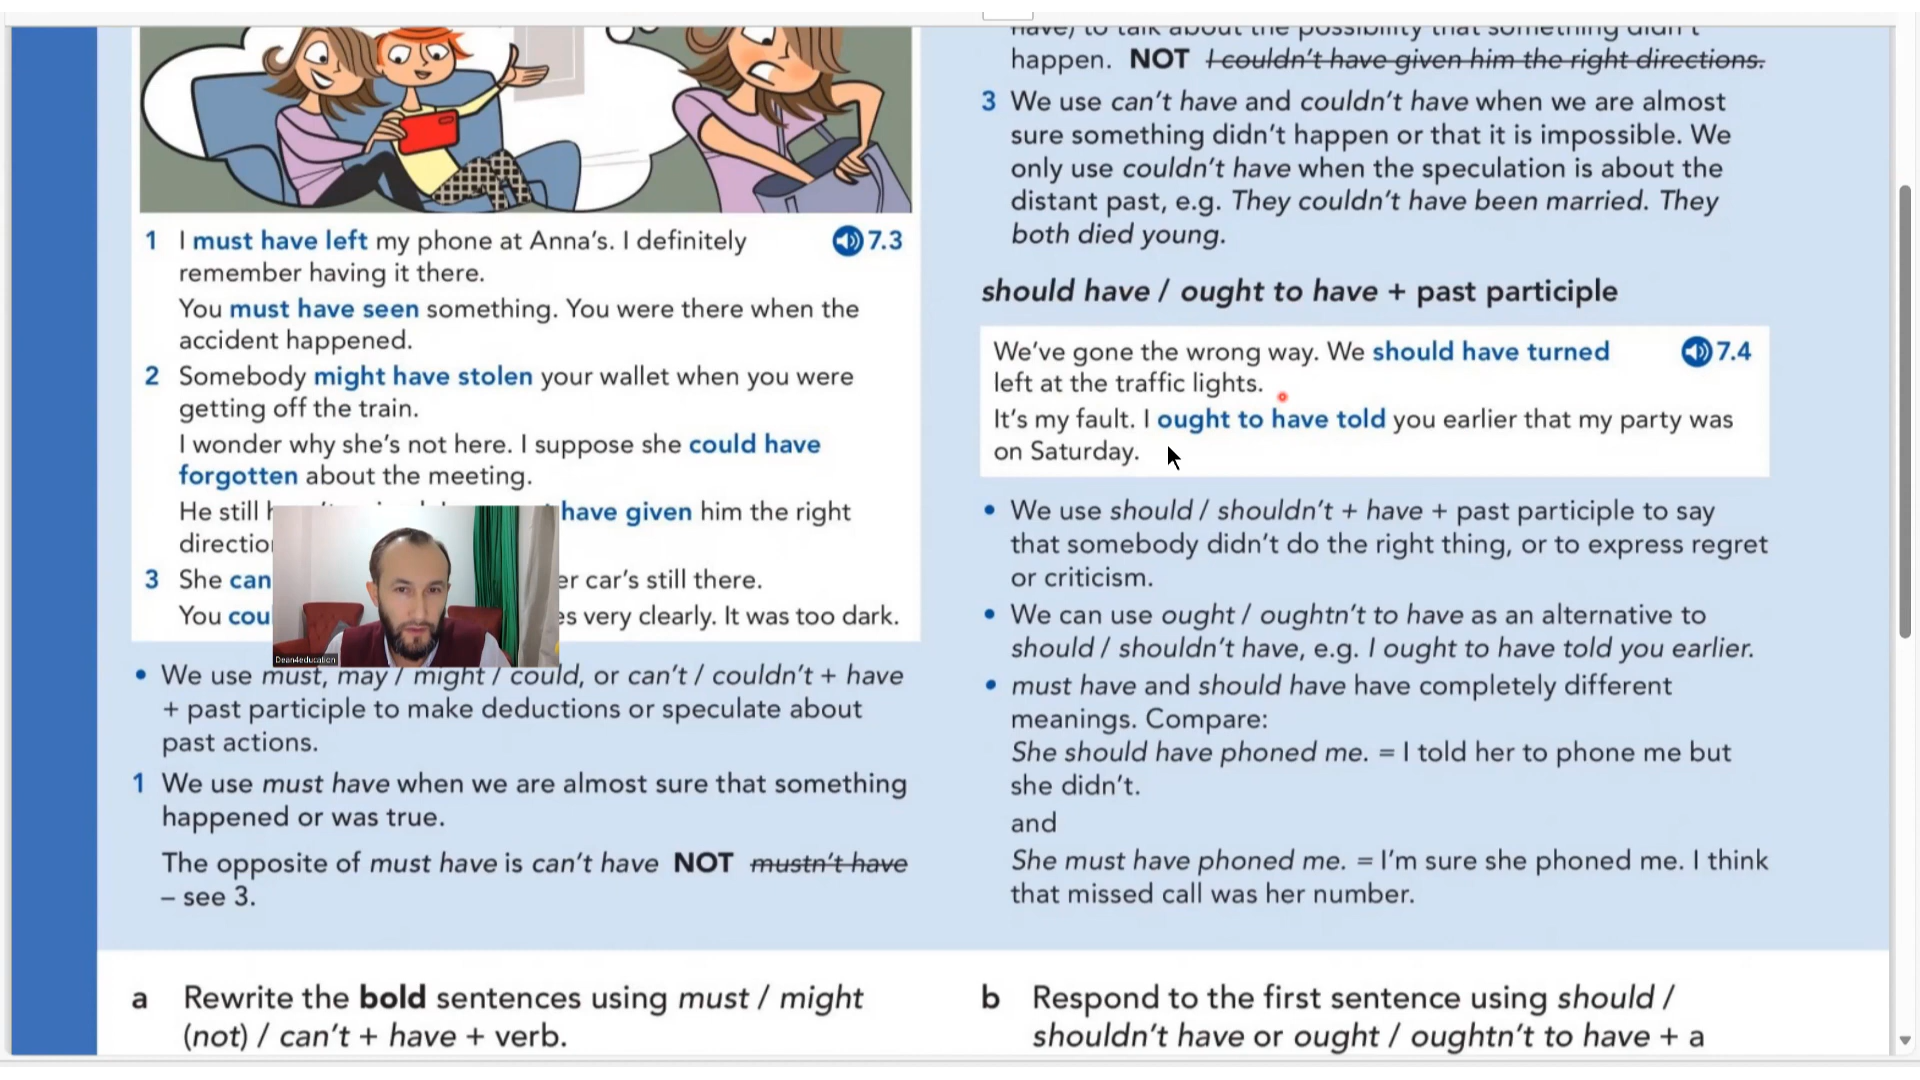 1 I must have left my phone at Anna's. I definitely 7.3
remember having it there.
You must have seen something. You were there when the
accident happened.
2 Somebody might have stolen your wallet when you were
getting off the train.
I wonder why she's not here. I suppose she could have
forgotten about the meeting.
He still have given him the right
3 She er car's still there.
You es very clearly. It was too dark.
Dean4education
• We use must, may / might / could, or can't / couldn't + have
+ past participle to make deductions or speculate about
past actions.
1 We use must have when we are almost sure that something
happened or was true.
The opposite of must have is can't have NOT mustn't have
– see 3.
a Rewrite the bold sentences using must / might
(not) / can't + have + verb.
have) to talk about the possibility that something didn't
happen. NOT I couldn't have given him the right directions.
3 We use can't have and couldn't have when we are almost
sure something didn't happen or that it is impossible. We
only use couldn't have when the speculation is about the
distant past, e.g. They couldn't have been married. They
both died young.
should have / ought to have + past participle
We've gone the wrong way. We should have turned 7.4
left at the traffic lights.
It's my fault. I ought to have told you earlier that my party was
on Saturday.
• We use should / shouldn't + have + past participle to say
that somebody didn't do the right thing, or to express regret
or criticism.
• We can use ought / oughtn't to have as an alternative to
should / shouldn't have, e.g. I ought to have told you earlier.
• must have and should have have completely different
meanings. Compare:
She should have phoned me. = I told her to phone me but
she didn't.
and
She must have phoned me. = I'm sure she phoned me. I think
that missed call was her number.
b Respond to the first sentence using should /
shouldn't have or ought / oughtn't to have + a